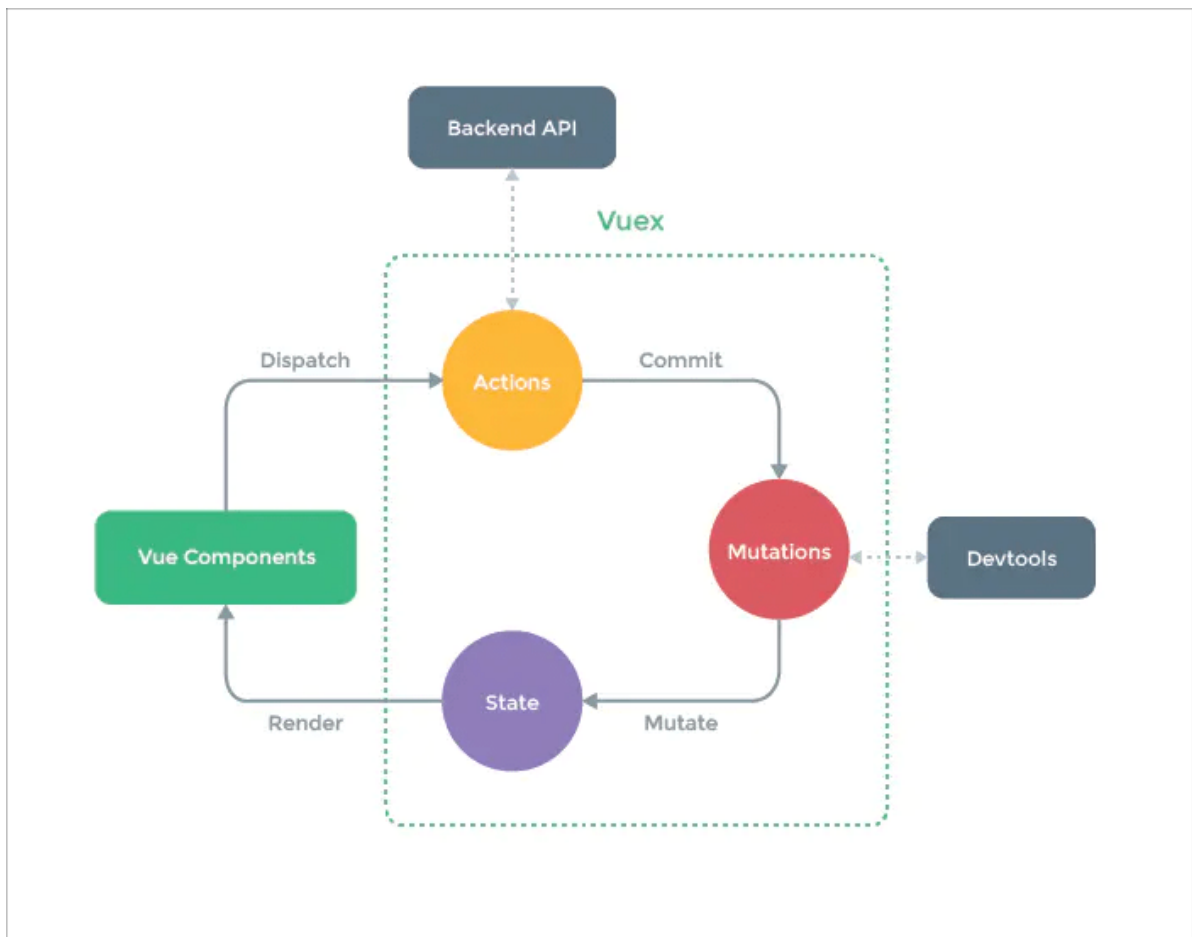 Backend API
Vuex
Dispatch
Commit
Actions
Vue Components
Mutations
Devtools
State
Render
Mutate